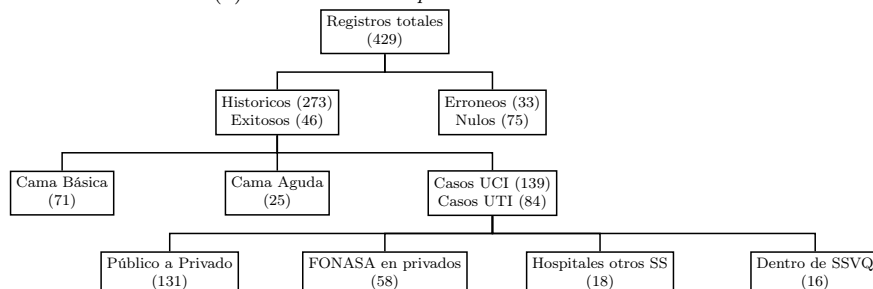 Registros totales
(429)
Historicos (273)
Exitosos (46)
Erroneos (33)
Nulos (75)
Cama Básica
(71)
Cama Aguda
(25)
Casos UCI (139)
Casos UTI (84)
Público a Privado
(131)
FONASA en privados
(58)
Hospitales otros SS
(18)
Dentro de SSVQ
(16)